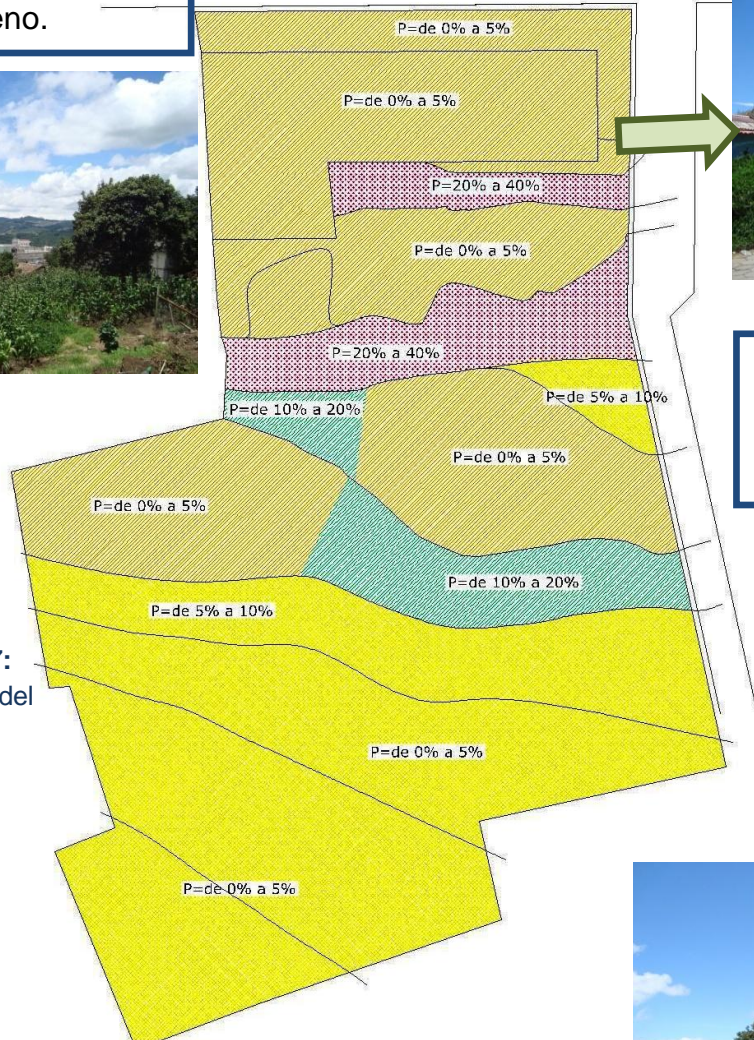 eno.
P=de 0% a 5%
P=de 0% a 5%
P=20% a 40%
P=de 0% a 5%
P=20% a 40%
P=de 5% a 10%
P=de 10% a 20%
P=de 0% a 5%
P=de 0% a 5%
P=de 10% a 20%
P=de 5% a 10%
:
del
P=de 0% a 5%
P=de 0% a 5%